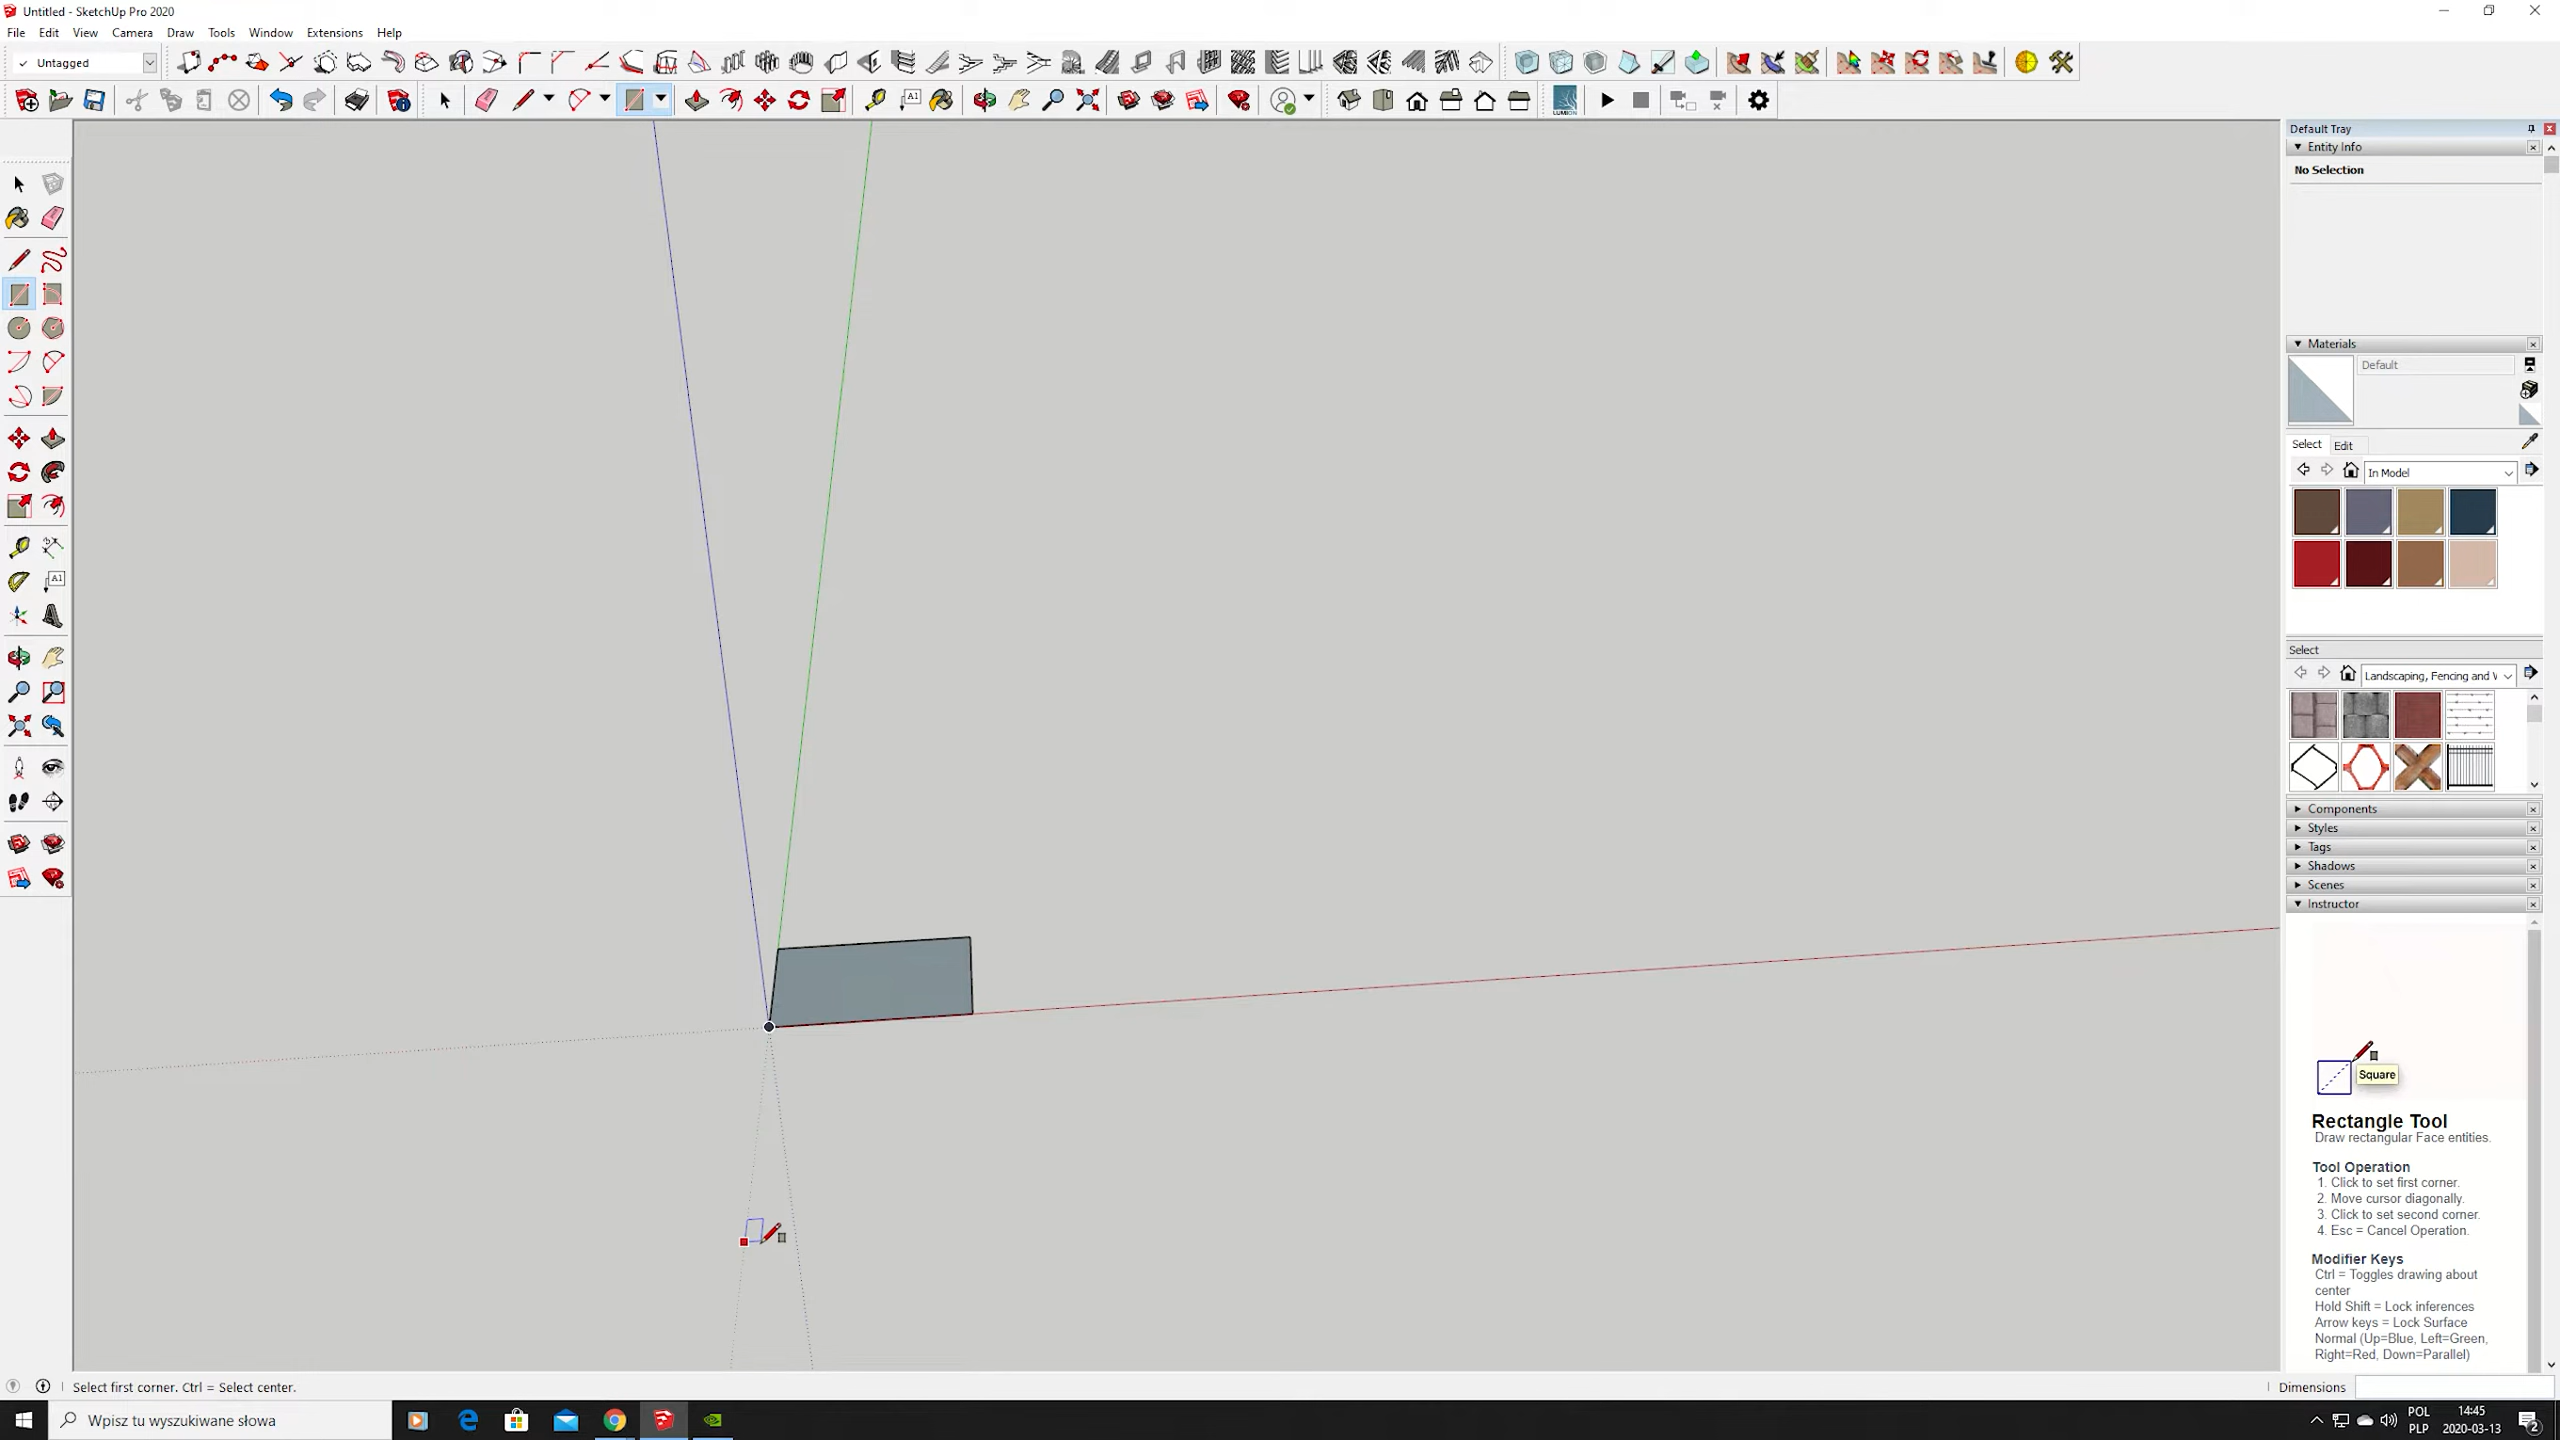 Untitled - SketchUp Pro 2020
File Edit View Camera Draw Tools Window Extensions Help
Untagged
A1
LUMION
A1
Default Tray
Entity Info
No Selection
Materials
Default
Select Edit
In Model
Select
Landscaping, Fencing and
Components
Styles
Tags
Shadows
Scenes
Instructor
Square
Rectangle Tool
Draw rectangular Face entities.
Tool Operation
1. Click to set first corner.
2. Move cursor diagonally.
3. Click to set second corner.
4. Esc = Cancel Operation.
Modifier Keys
Ctrl = Toggles drawing about
center
Hold Shift = Lock inferences
Arrow keys = Lock Surface
Normal (Up=Blue, Left=Green,
Right=Red, Down=Parallel)
Select first corner. Ctrl = Select center.
Dimensions
Wpisz tu wyszukiwane słowa
POL
PLP
14:45
2020-03-13
2